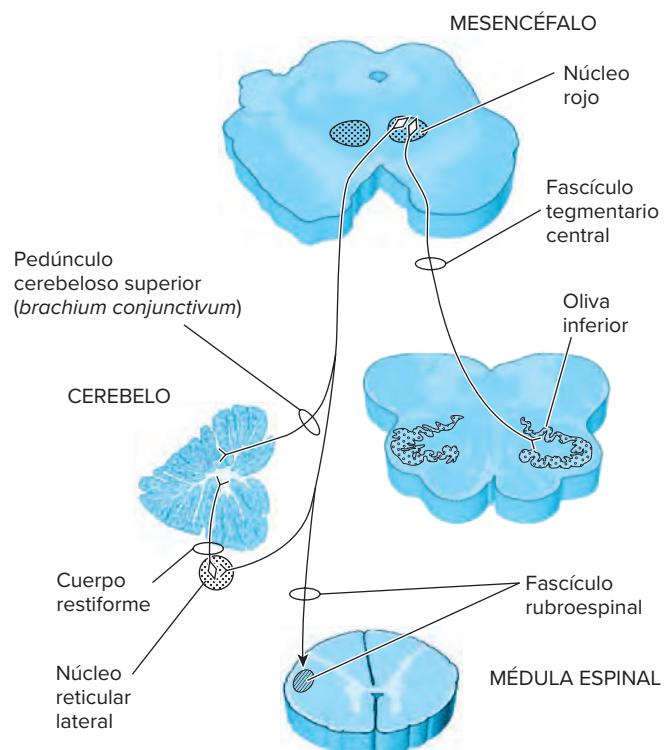 MESENCÉFALO
Núcleo
rojo
Fascículo
tegmentario
central
Pedúnculo
cerebeloso superior
(brachium conjunctivum)
Oliva
inferior
CEREBELO
Cuerpo
restiforme
Fascículo
rubroespinal
Núcleo
reticular
lateral
MÉDULA ESPINAL